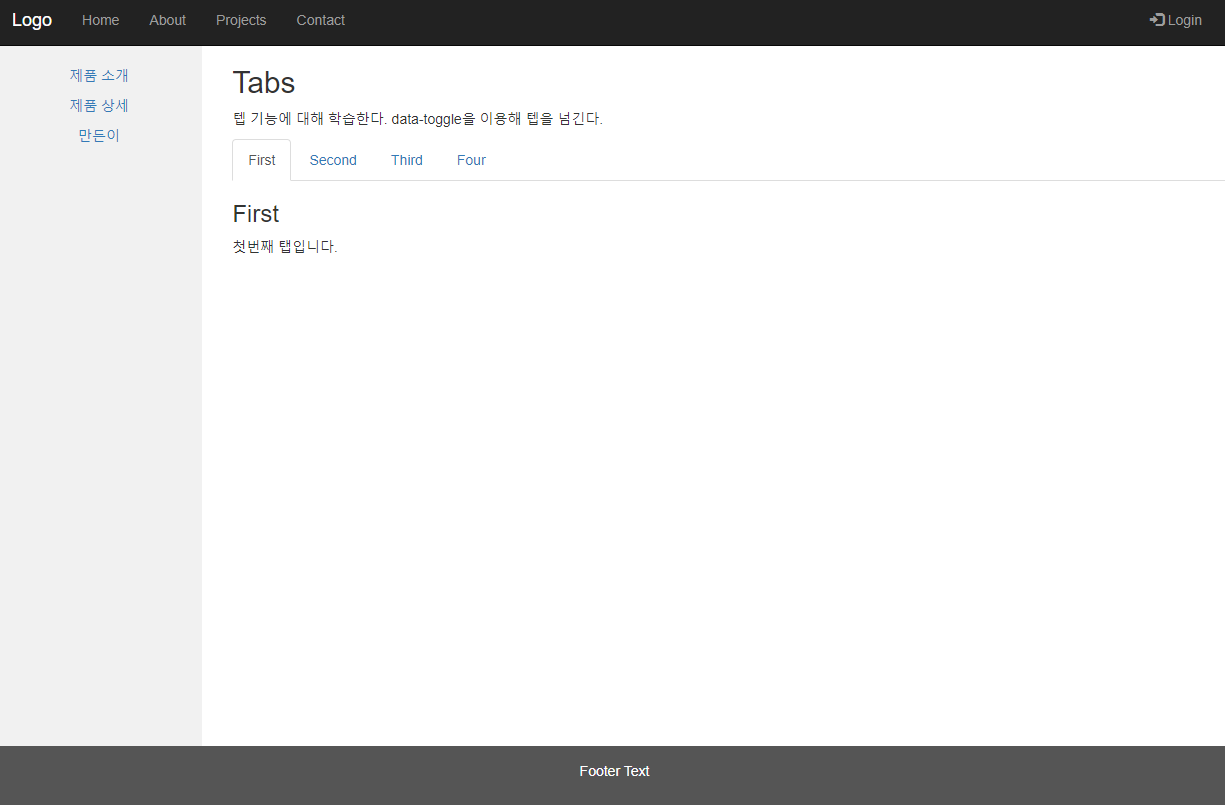 Logo Home About Projects Contact Login
제품 소개
제품 상세
만든이
Tabs
텝 기능에 대해 학습한다. data-toggle을 이용해 텝을 넘긴다.
First Second Third Four
First
첫번째 탭입니다.
Footer Text